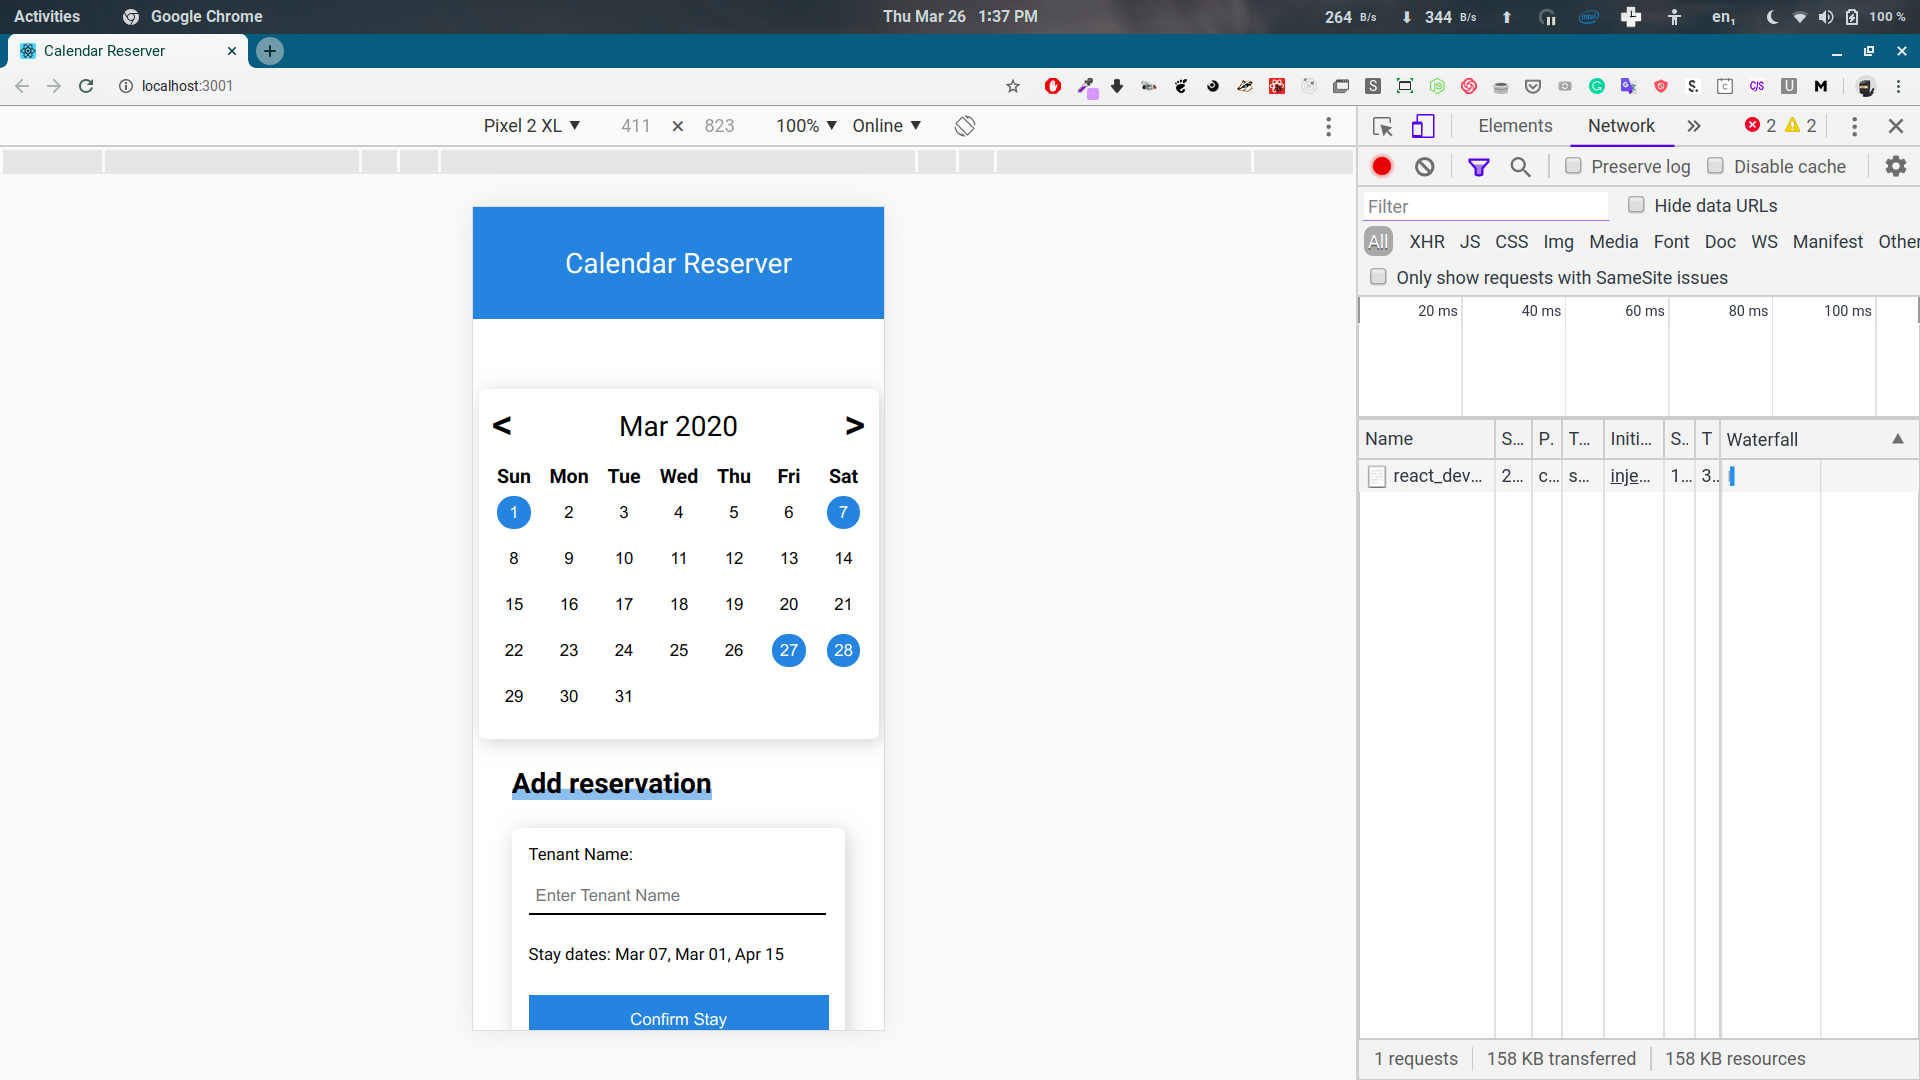 Activities Google Chrome Thu Mar 26 1:37 PM 264 B/s 344 B/s en1 100 %
Calendar Reserver
localhost:3001
Pixel 2 XL 411 × 823 100% Online
Elements Network 2 2
Preserve log Disable cache
Filter Hide data URLs
All XHR JS CSS Img Media Font Doc WS Manifest Other
Only show requests with SameSite issues
20 ms 40 ms 60 ms 80 ms 100 ms
Name S... P. T... Initi... S.. T Waterfall
react_dev... 2... c... s... inje... 1... 3..
1 requests 158 KB transferred 158 KB resources
Calendar Reserver
< Mar 2020 >
Sun Mon Tue Wed Thu Fri Sat
1 2 3 4 5 6 7
8 9 10 11 12 13 14
15 16 17 18 19 20 21
22 23 24 25 26 27 28
29 30 31
Add reservation
Tenant Name:
Enter Tenant Name
Stay dates: Mar 07, Mar 01, Apr 15
Confirm Stay